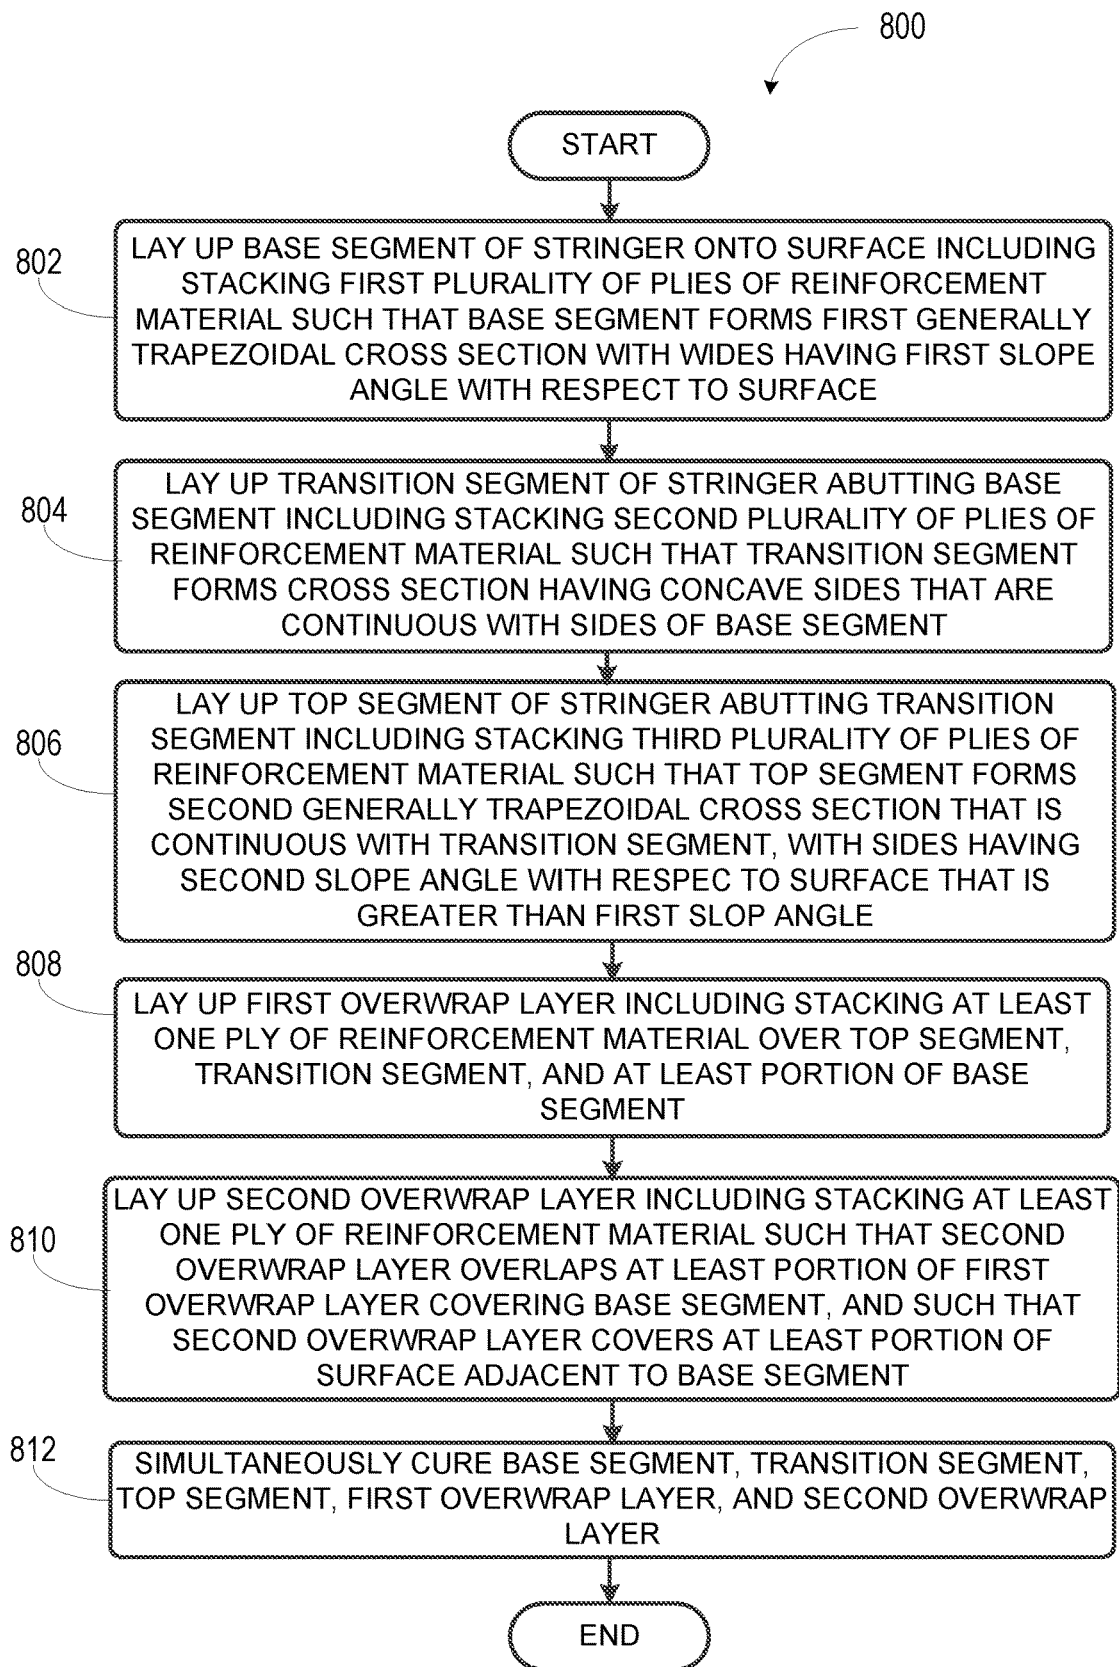 800
START
802
LAY UP BASE SEGMENT OF STRINGER ONTO SURFACE INCLUDING
STACKING FIRST PLURALITY OF PLIES OF REINFORCEMENT
MATERIAL SUCH THAT BASE SEGMENT FORMS FIRST GENERALLY
TRAPEZOIDAL CROSS SECTION WITH WIDES HAVING FIRST SLOPE
ANGLE WITH RESPECT TO SURFACE
804
LAY UP TRANSITION SEGMENT OF STRINGER ABUTTING BASE
SEGMENT INCLUDING STACKING SECOND PLURALITY OF PLIES OF
REINFORCEMENT MATERIAL SUCH THAT TRANSITION SEGMENT
FORMS CROSS SECTION HAVING CONCAVE SIDES THAT ARE
CONTINUOUS WITH SIDES OF BASE SEGMENT
806
LAY UP TOP SEGMENT OF STRINGER ABUTTING TRANSITION
SEGMENT INCLUDING STACKING THIRD PLURALITY OF PLIES OF
REINFORCEMENT MATERIAL SUCH THAT TOP SEGMENT FORMS
SECOND GENERALLY TRAPEZOIDAL CROSS SECTION THAT IS
CONTINUOUS WITH TRANSITION SEGMENT, WITH SIDES HAVING
SECOND SLOPE ANGLE WITH RESPEC TO SURFACE THAT IS
GREATER THAN FIRST SLOP ANGLE
808
LAY UP FIRST OVERWRAP LAYER INCLUDING STACKING AT LEAST
ONE PLY OF REINFORCEMENT MATERIAL OVER TOP SEGMENT,
TRANSITION SEGMENT, AND AT LEAST PORTION OF BASE
SEGMENT
810
LAY UP SECOND OVERWRAP LAYER INCLUDING STACKING AT LEAST
ONE PLY OF REINFORCEMENT MATERIAL SUCH THAT SECOND
OVERWRAP LAYER OVERLAPS AT LEAST PORTION OF FIRST
OVERWRAP LAYER COVERING BASE SEGMENT, AND SUCH THAT
SECOND OVERWRAP LAYER COVERS AT LEAST PORTION OF
SURFACE ADJACENT TO BASE SEGMENT
812
SIMULTANEOUSLY CURE BASE SEGMENT, TRANSITION SEGMENT,
TOP SEGMENT, FIRST OVERWRAP LAYER, AND SECOND OVERWRAP
LAYER
END